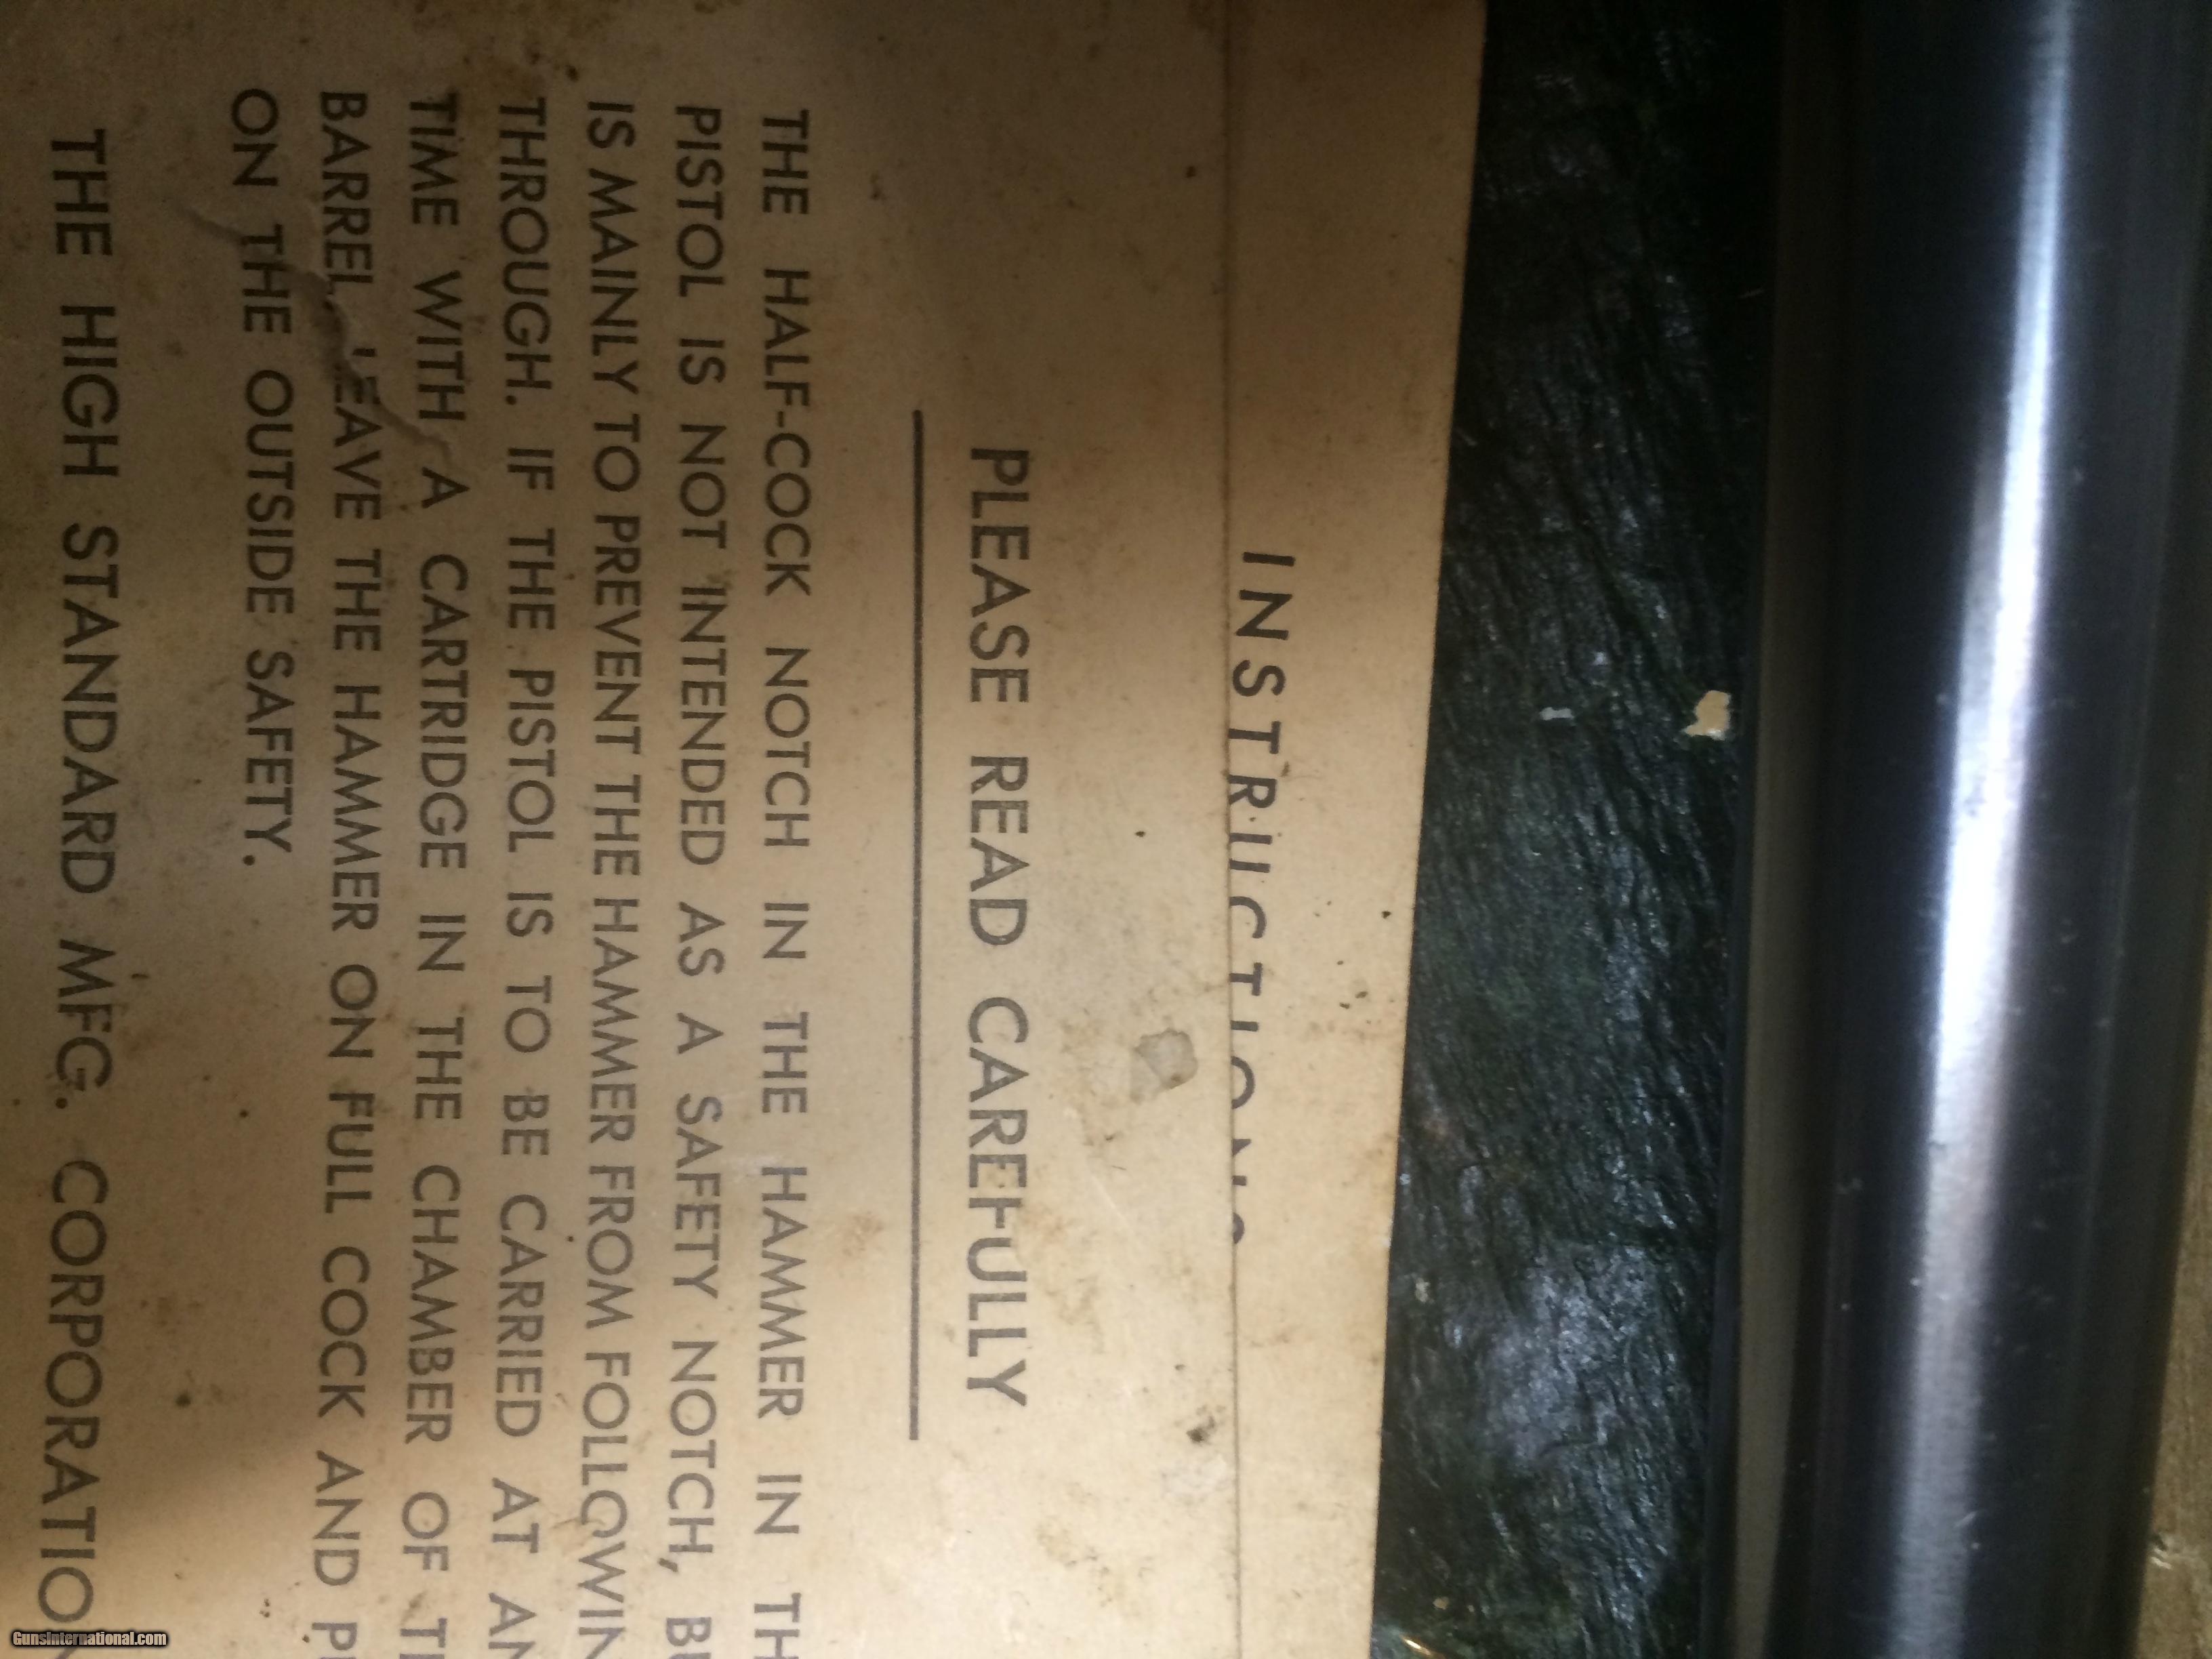 INSTRUCTIONS
PLEASE READ CAREFULLY
THE HALF-COCK NOTCH IN THE HAMMER IN TH
PISTOL IS NOT INTENDED AS A SAFETY NOTCH, BU
IS MAINLY TO PREVENT THE HAMMER FROM FOLLOWIN
THROUGH. IF THE PISTOL IS TO BE CARRIED AT AN
TIME WITH A CARTRIDGE IN THE CHAMBER OF TH
BARREL, LEAVE THE HAMMER ON FULL COCK AND P
ON THE OUTSIDE SAFETY.
THE HIGH STANDARD MFG. CORPORATION
GunsInternational.com